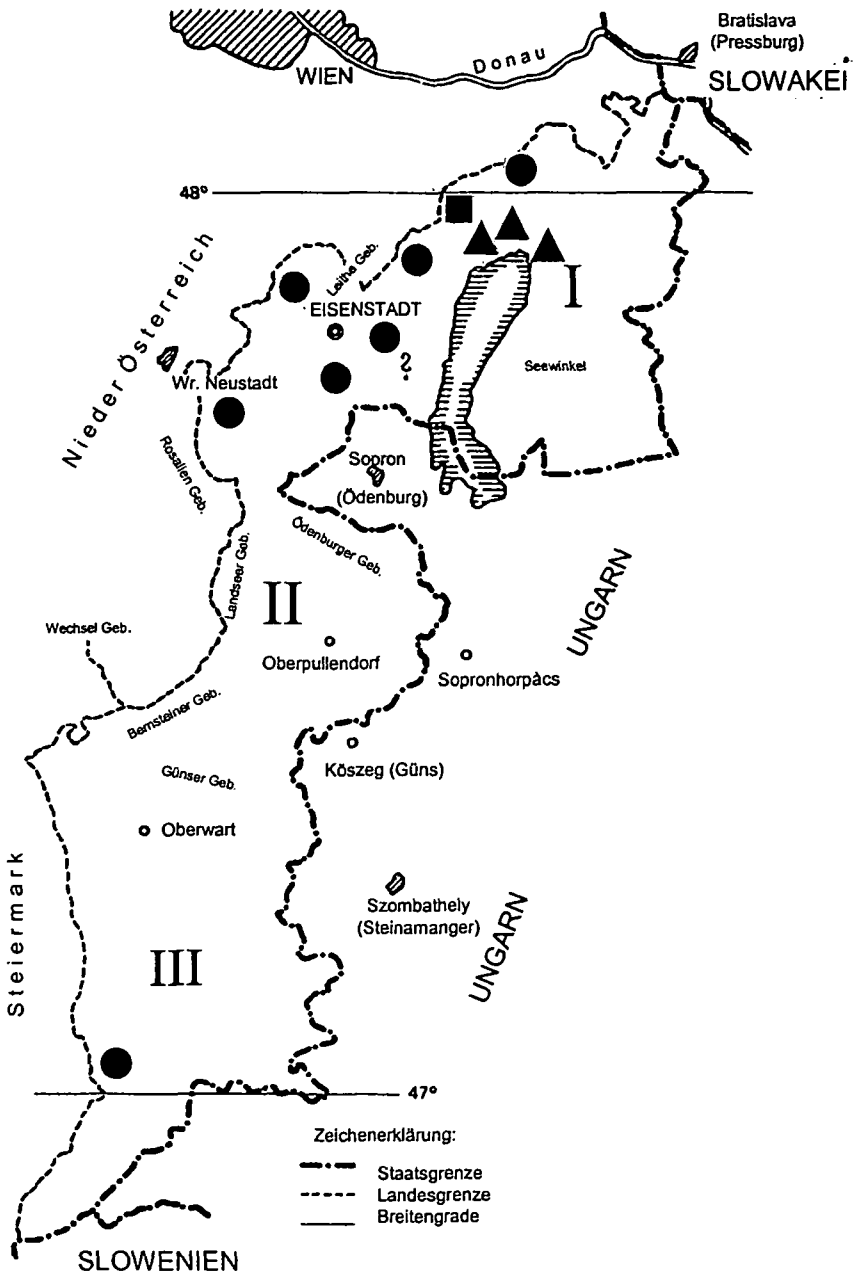 Bratislava
(Pressburg)
Donau
WIEN
SLOWAKEI
48°
Nieder Österreich
Leitha Geb.
I
EISENSTADT
?
Seewinkel
Wr. Neustadt
Rosalien Geb.
Sopron
(Ödenburg)
Ödenburger Geb.
Landseer Geb.
II
UNGARN
Wechsel Geb.
Oberpullendorf
Sopronhorpàcs
Bernsteiner Geb.
Köszeg (Güns)
Günser Geb.
Oberwart
Steiermark
Szombathely
(Steinamanger)
UNGARN
III
47°
Zeichenerklärung:
Staatsgrenze
Landesgrenze
Breitengrade
SLOWENIEN